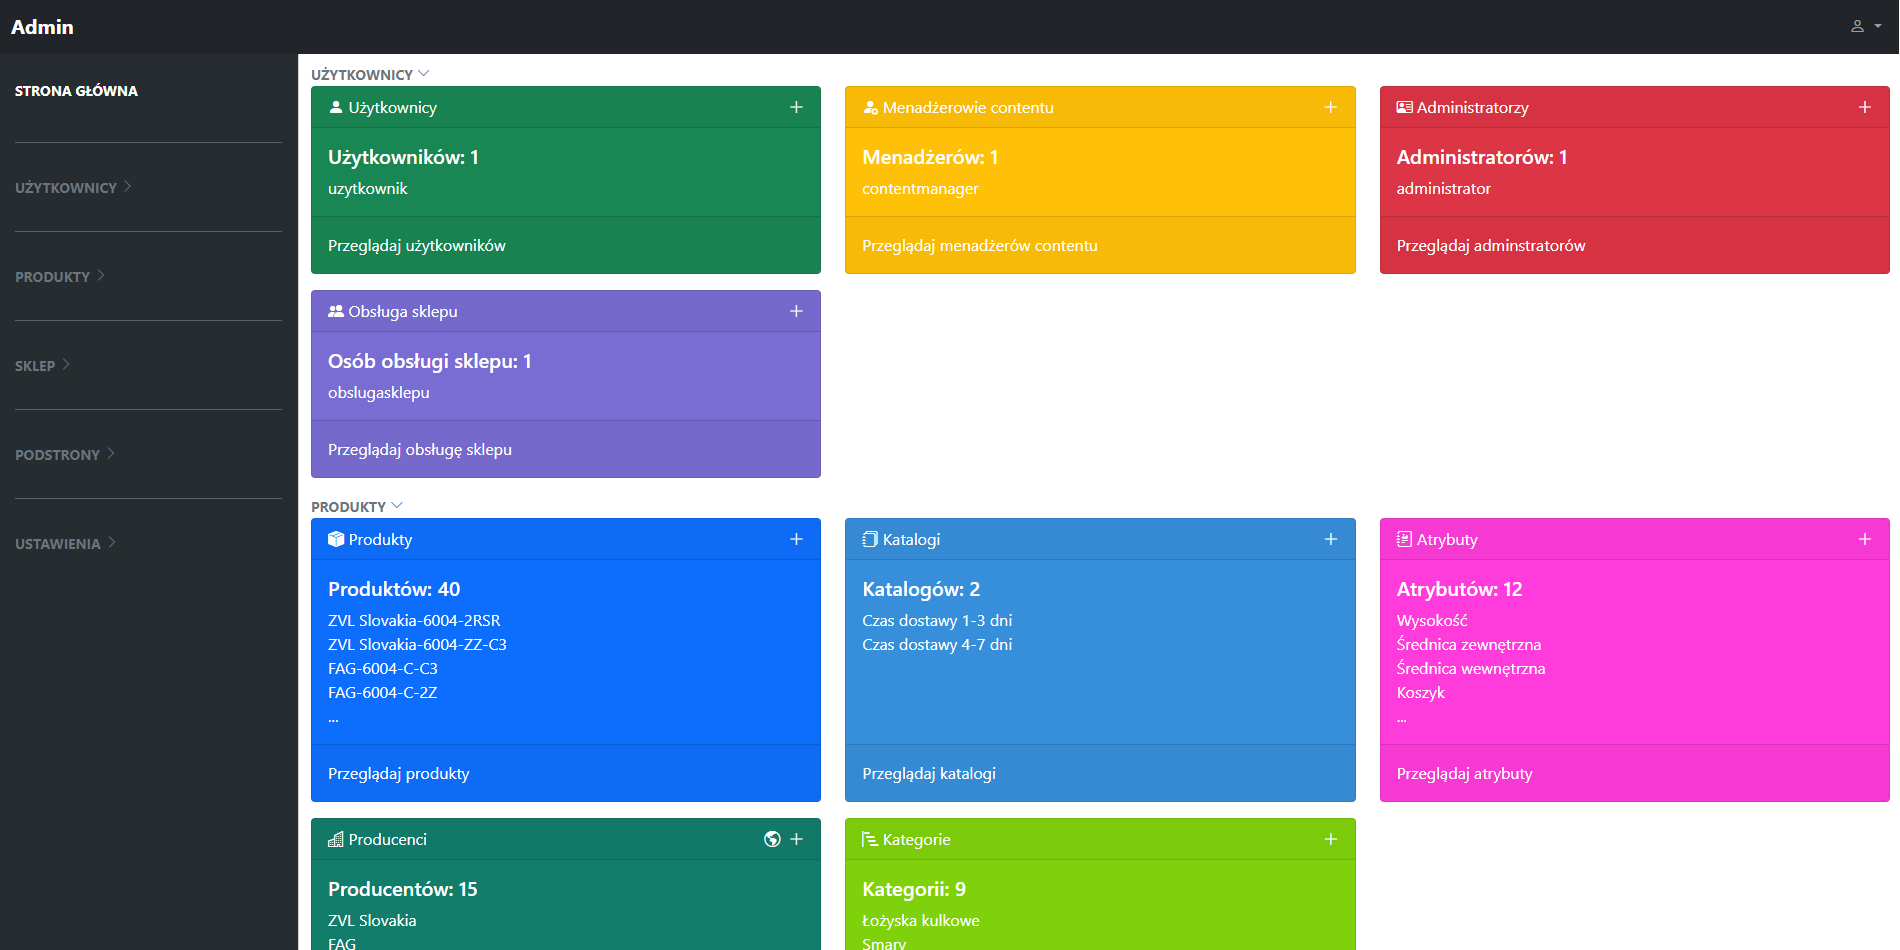 Admin
STRONA GŁÓWNA
UŻYTKOWNICY
PRODUKTY
SKLEP
PODSTRONY
USTAWIENIA
UŻYTKOWNICY
Użytkownicy
Użytkowników: 1
uzytkownik
Przeglądaj użytkowników
Menadżerowie contentu
Menadżerów: 1
contentmanager
Przeglądaj menadżerów contentu
Administratorzy
Administratorów: 1
administrator
Przeglądaj adminstratorów
Obsługa sklepu
Osób obsługi sklepu: 1
obslugasklepu
Przeglądaj obsługę sklepu
PRODUKTY
Produkty
Produktów: 40
ZVL Slovakia-6004-2RSR
ZVL Slovakia-6004-ZZ-C3
FAG-6004-C-C3
FAG-6004-C-2Z
...
Przeglądaj produkty
Katalogi
Katalogów: 2
Czas dostawy 1-3 dni
Czas dostawy 4-7 dni
Przeglądaj katalogi
Atrybuty
Atrybutów: 12
Wysokość
Średnica zewnętrzna
Średnica wewnętrzna
Koszyk
...
Przeglądaj atrybuty
Producenci
Producentów: 15
ZVL Slovakia
FAG
Kategorie
Kategorii: 9
Łożyska kulkowe
Smary